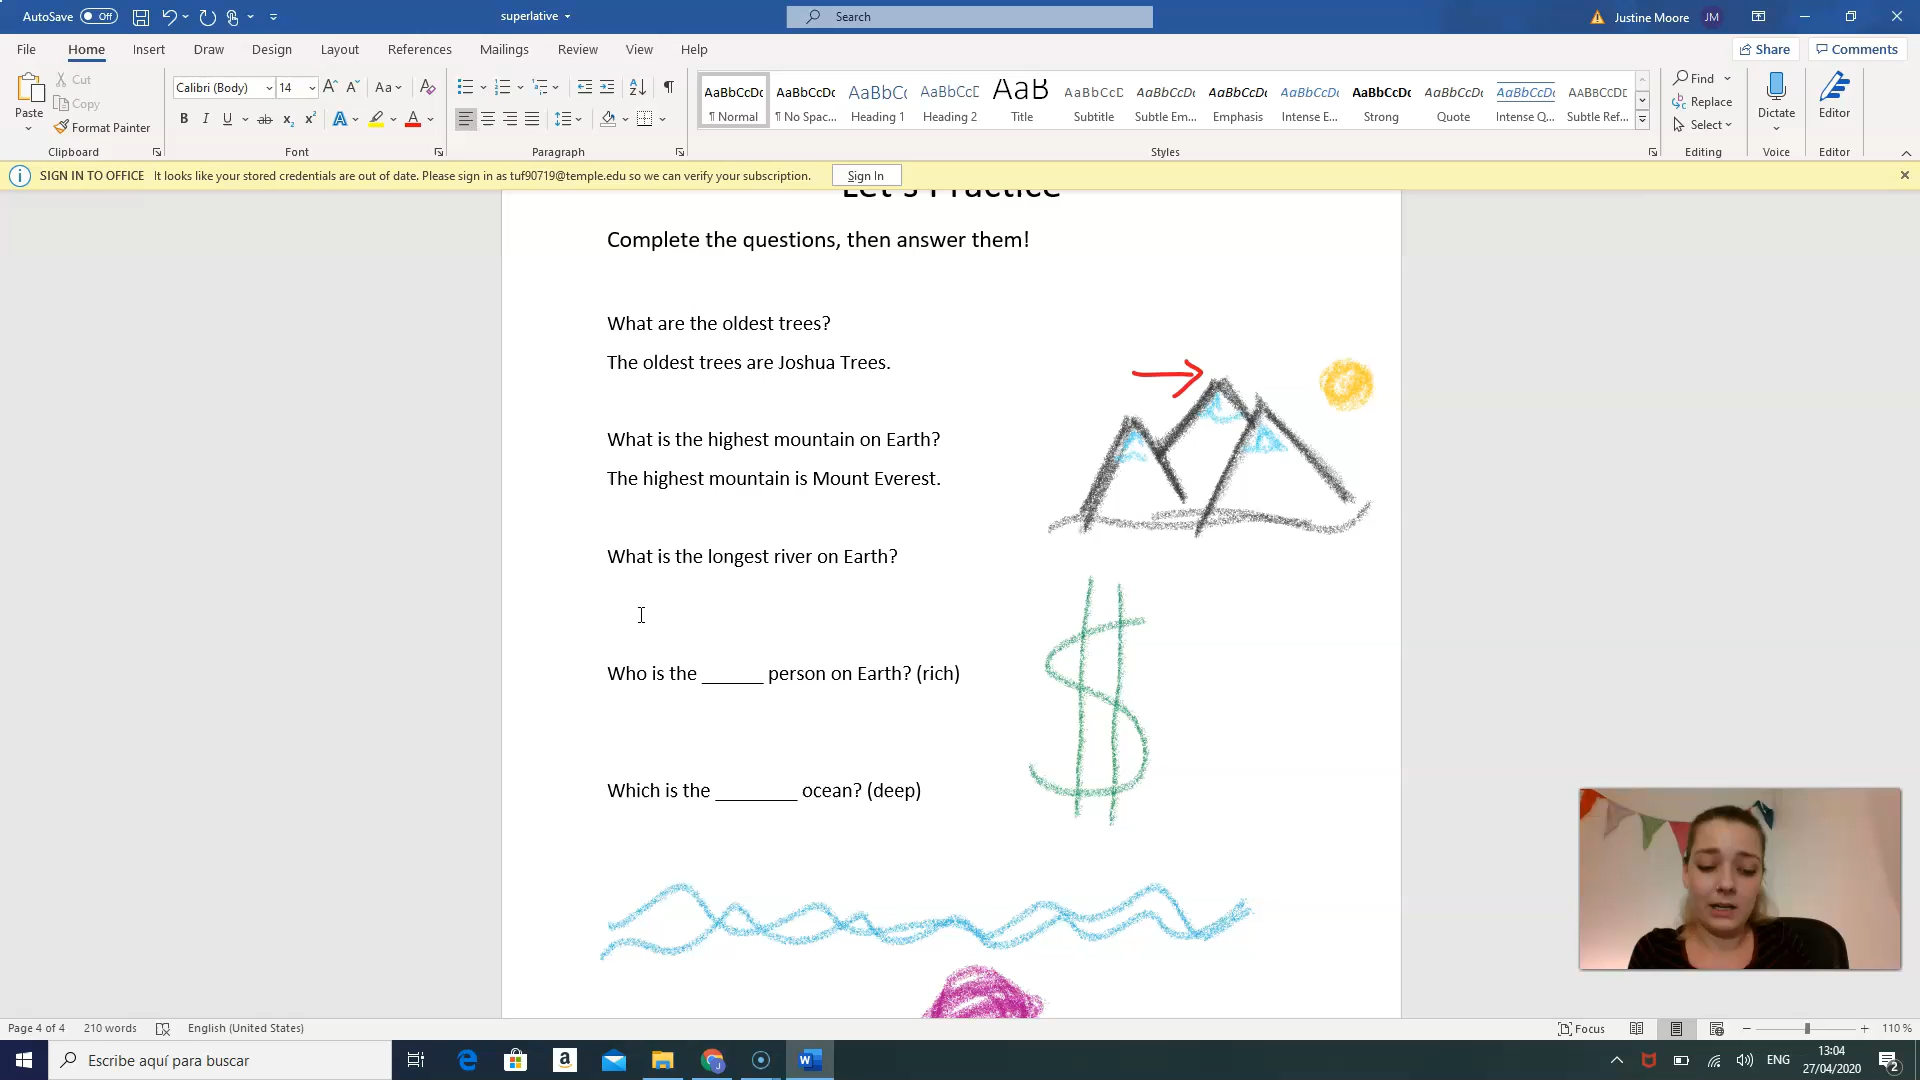 AutoSave Off superlative Search Justine Moore JM
File Home Insert Draw Design Layout References Mailings Review View Help Share Comments
Paste Cut Copy Format Painter Clipboard
Calibri (Body) 14 Aa Font
Paragraph
AaBbCcDc AaBbCcDc AaBbCc AaBbCcD AaB AaBbCcD AaBbCcDc AaBbCcDc AaBbCcDc AaBbCcDc AaBbCcDc AaBbCcDc AABBCCDC
¶ Normal ¶ No Spac... Heading 1 Heading 2 Title Subtitle Subtle Em... Emphasis Intense E... Strong Quote Intense Q... Subtle Ref...
Styles
Find Replace Select Editing
Dictate Voice
Editor Editor
SIGN IN TO OFFICE It looks like your stored credentials are out of date. Please sign in as tuf90719@temple.edu so we can verify your subscription. Sign In
Let's Practice
Complete the questions, then answer them!
What are the oldest trees?
The oldest trees are Joshua Trees.
What is the highest mountain on Earth?
The highest mountain is Mount Everest.
What is the longest river on Earth?
Who is the ______ person on Earth? (rich)
Which is the ________ ocean? (deep)
$
Page 4 of 4 210 words English (United States) Focus 110 %
Escribe aquí para buscar ENG 13:04
27/04/2020 2